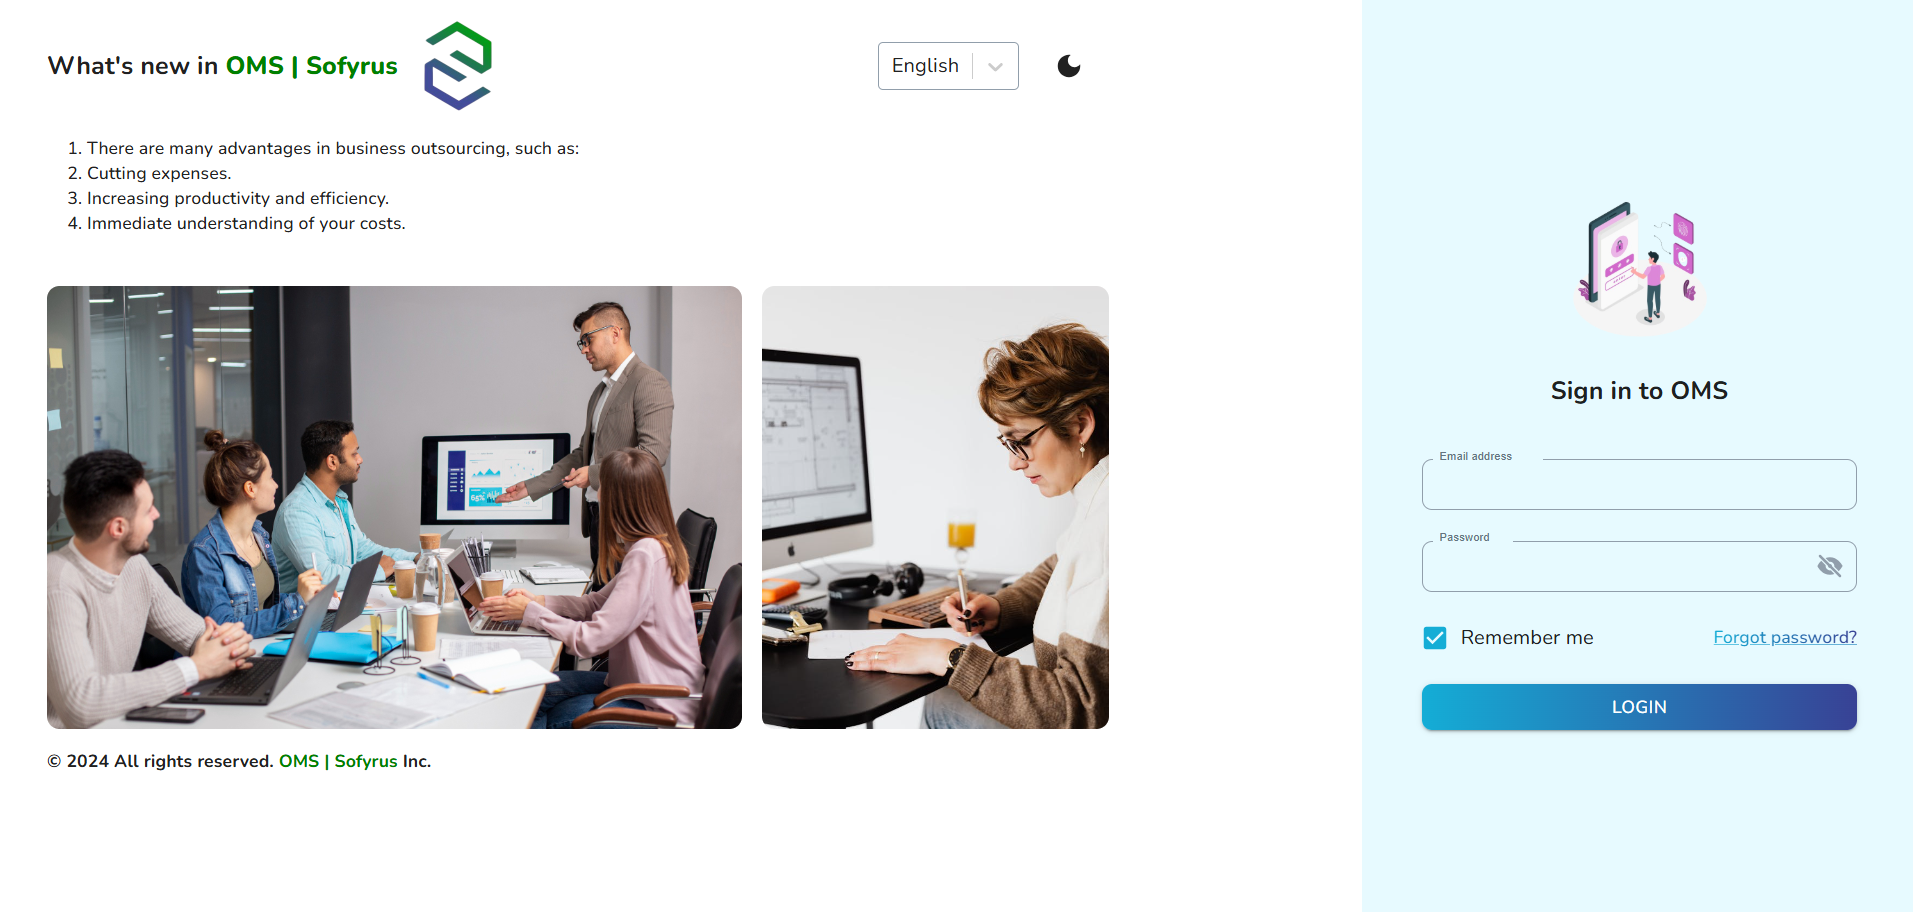 What's new in OMS | Sofyrus
English
1. There are many advantages in business outsourcing, such as:
2. Cutting expenses.
3. Increasing productivity and efficiency.
4. Immediate understanding of your costs.
65%
© 2024 All rights reserved. OMS | Sofyrus Inc.
Sign in to OMS
Email address
Password
Remember me
Forgot password?
LOGIN